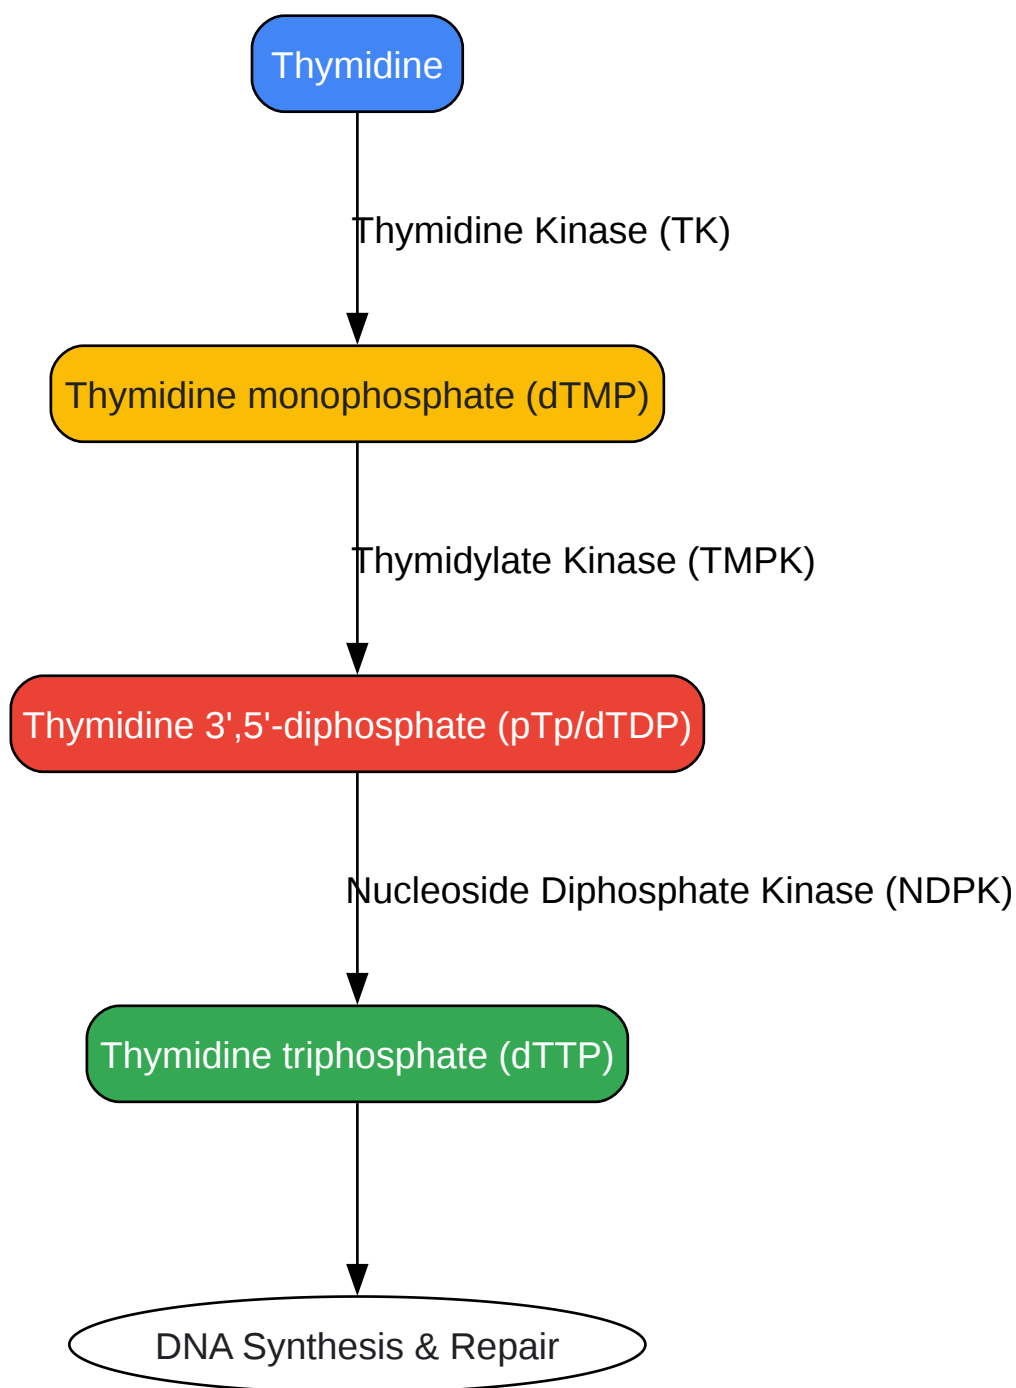 Thymidine
Thymidine Kinase (TK)
Thymidine monophosphate (dTMP)
Thymidylate Kinase (TMPK)
Thymidine 3',5'-diphosphate (pTp/dTDP)
Nucleoside Diphosphate Kinase (NDPK)
Thymidine triphosphate (dTTP)
DNA Synthesis & Repair